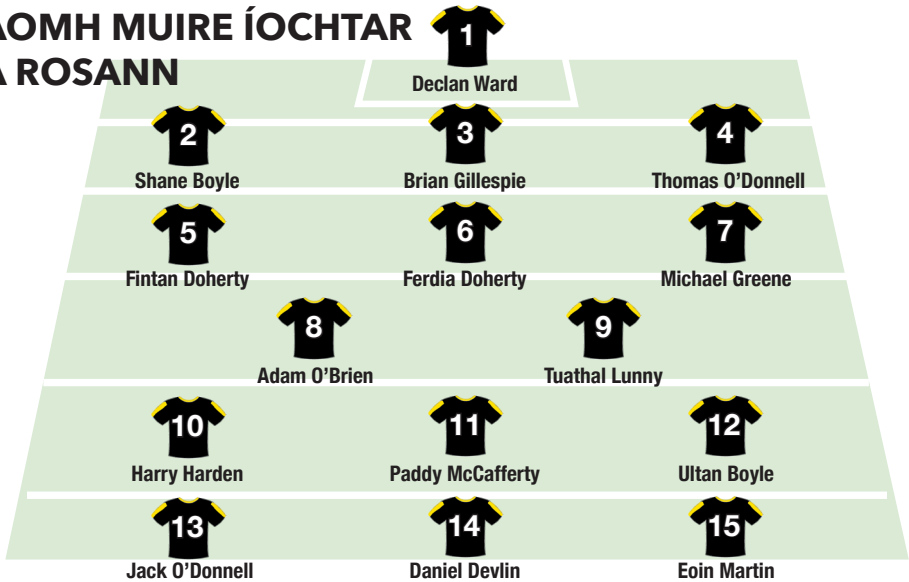 AOMH MUIRE ÍOCHTAR
A ROSANN
1
Declan Ward
2 3 4
Shane Boyle Brian Gillespie Thomas O’Donnell
5 6 7
Fintan Doherty Ferdia Doherty Michael Greene
8 9
Adam O’Brien Tuathal Lunny
10 11 12
Harry Harden Paddy McCafferty Ultan Boyle
13 14 15
Jack O’Donnell Daniel Devlin Eoin Martin